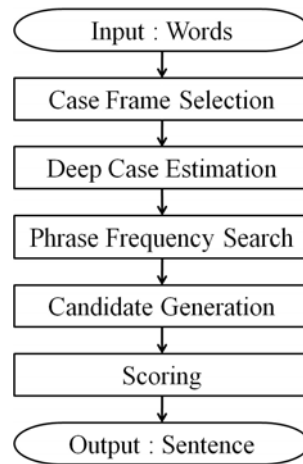 Input : Words
Case Frame Selection
Deep Case Estimation
Phrase Frequency Search
Candidate Generation
Scoring
Output : Sentence